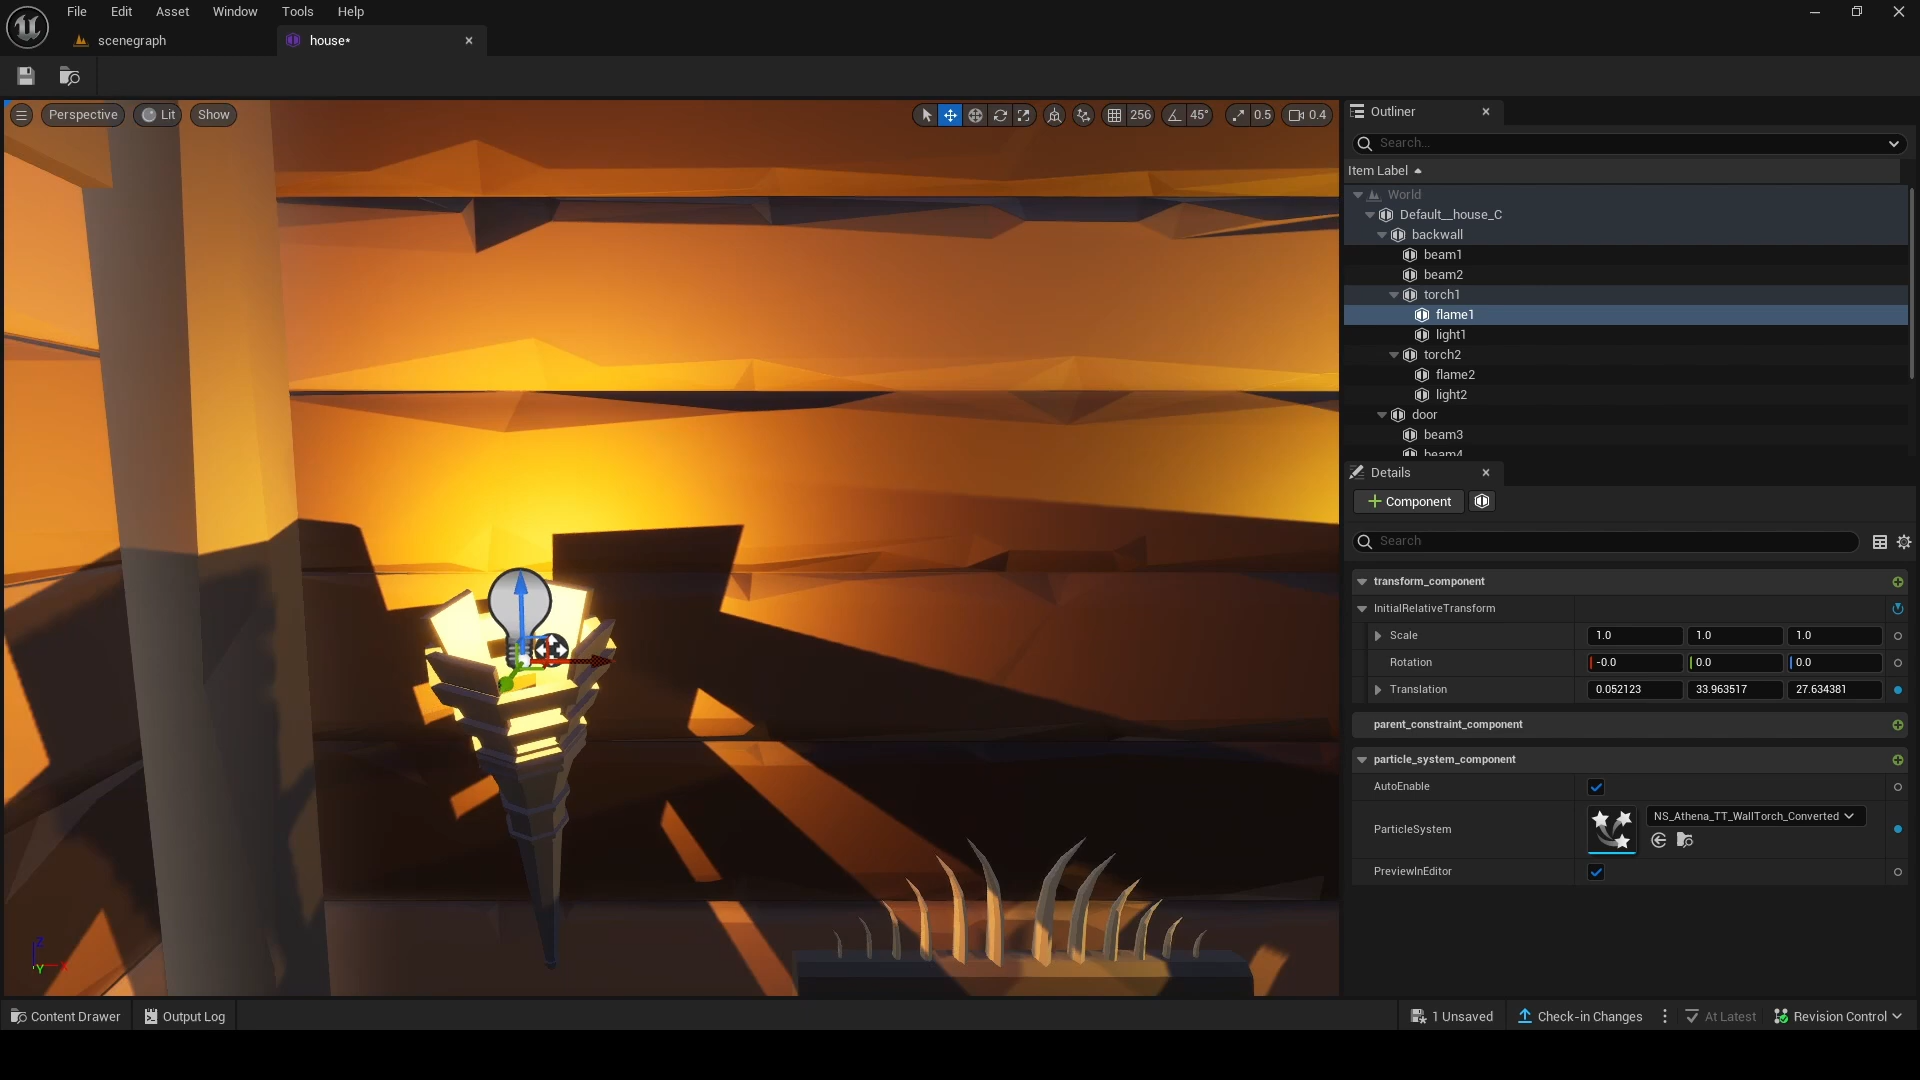 File Edit Asset Window Tools Help
scenegraph house*
Perspective Lit Show 256 45° 0.5 0.4
Outliner
Search...
Item Label
World
Default__house_C
backwall
beam1
beam2
torch1
flame1
light1
torch2
flame2
light2
door
beam3
beam4
Details
Component
Search
transform_component
InitialRelativeTransform
Scale 1.0 1.0 1.0
Rotation -0.0 0.0 0.0
Translation 0.052123 33.963517 27.634381
parent_constraint_component
particle_system_component
AutoEnable
ParticleSystem NS_Athena_TT_WallTorch_Converted
PreviewInEditor
Z
Y X
Content Drawer Output Log 1 Unsaved Check-in Changes At Latest Revision Control